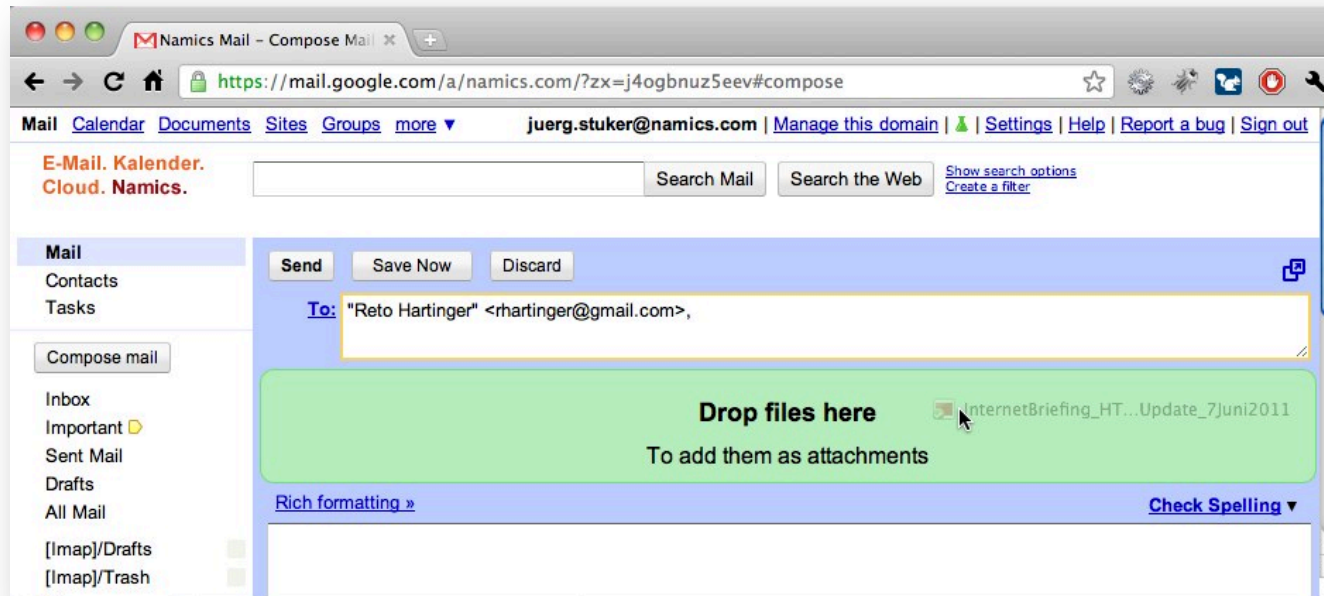 Namics Mail – Compose Mail
https://mail.google.com/a/namics.com/?zx=j4ogbnuz5eev#compose
Mail Calendar Documents Sites Groups more ▼ juerg.stuker@namics.com | Manage this domain | | Settings | Help | Report a bug | Sign out
E-Mail. Kalender.
Cloud. Namics.
Search Mail Search the Web
Show search options
Create a filter
Mail
Contacts
Tasks
Compose mail
Inbox
Important
Sent Mail
Drafts
All Mail
[Imap]/Drafts
[Imap]/Trash
Send Save Now Discard
To: "Reto Hartinger" <rhartinger@gmail.com>,
Drop files here
InternetBriefing_HT...Update_7Juni2011
To add them as attachments
Rich formatting » Check Spelling ▼